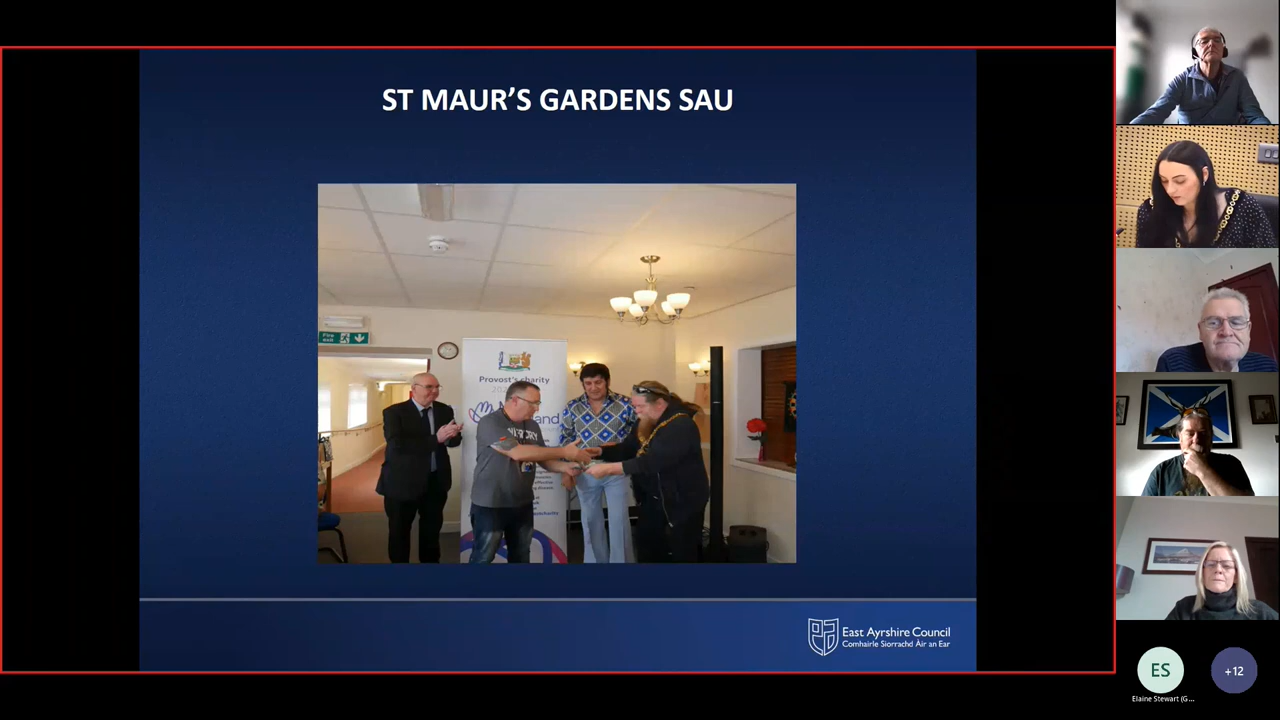 ST MAUR'S GARDENS SAU
Fire
exit
Provost's charity
East Ayrshire Council
Comhairle Siorrachd Àir an Ear
ES
+12
Elaine Stewart (G...